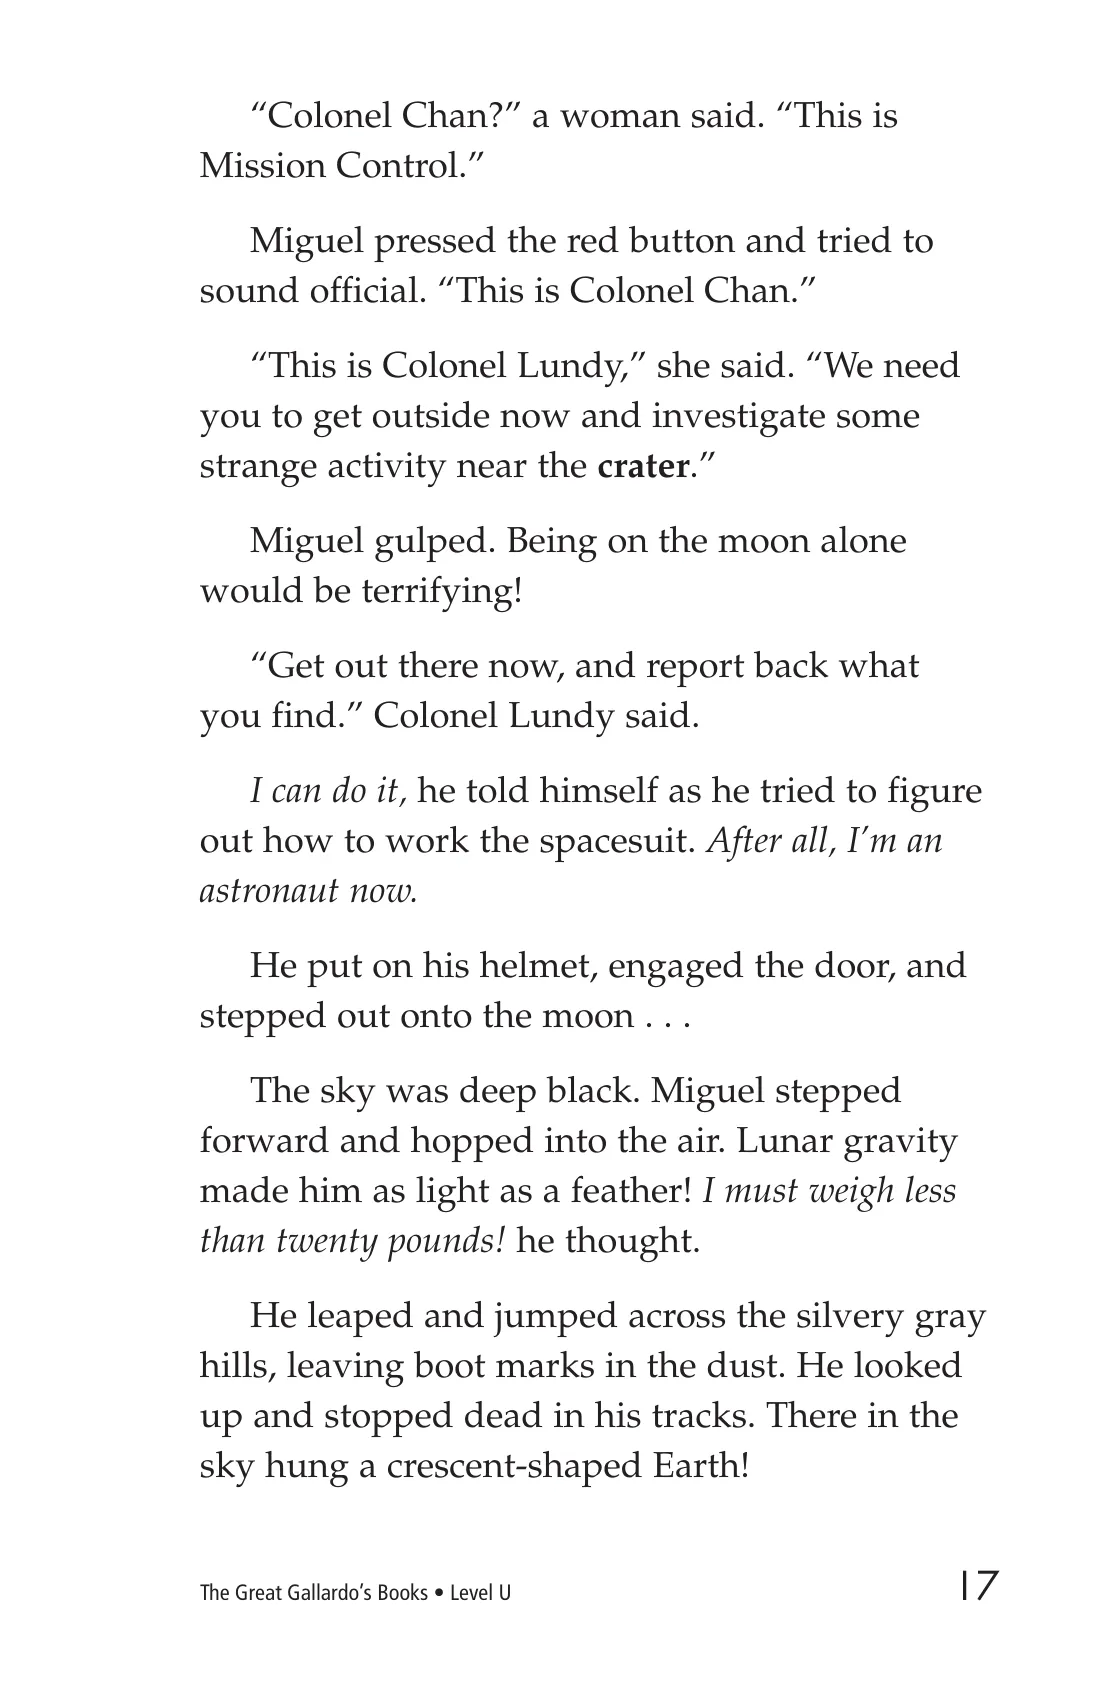 “Colonel Chan?” a woman said. “This is
Mission Control.”
Miguel pressed the red button and tried to
sound official. “This is Colonel Chan.”
“This is Colonel Lundy,” she said. “We need
you to get outside now and investigate some
strange activity near the crater.”
Miguel gulped. Being on the moon alone
would be terrifying!
“Get out there now, and report back what
you find.” Colonel Lundy said.
I can do it, he told himself as he tried to figure
out how to work the spacesuit. After all, I’m an
astronaut now.
He put on his helmet, engaged the door, and
stepped out onto the moon . . .
The sky was deep black. Miguel stepped
forward and hopped into the air. Lunar gravity
made him as light as a feather! I must weigh less
than twenty pounds! he thought.
He leaped and jumped across the silvery gray
hills, leaving boot marks in the dust. He looked
up and stopped dead in his tracks. There in the
sky hung a crescent-shaped Earth!
The Great Gallardo’s Books • Level U 17